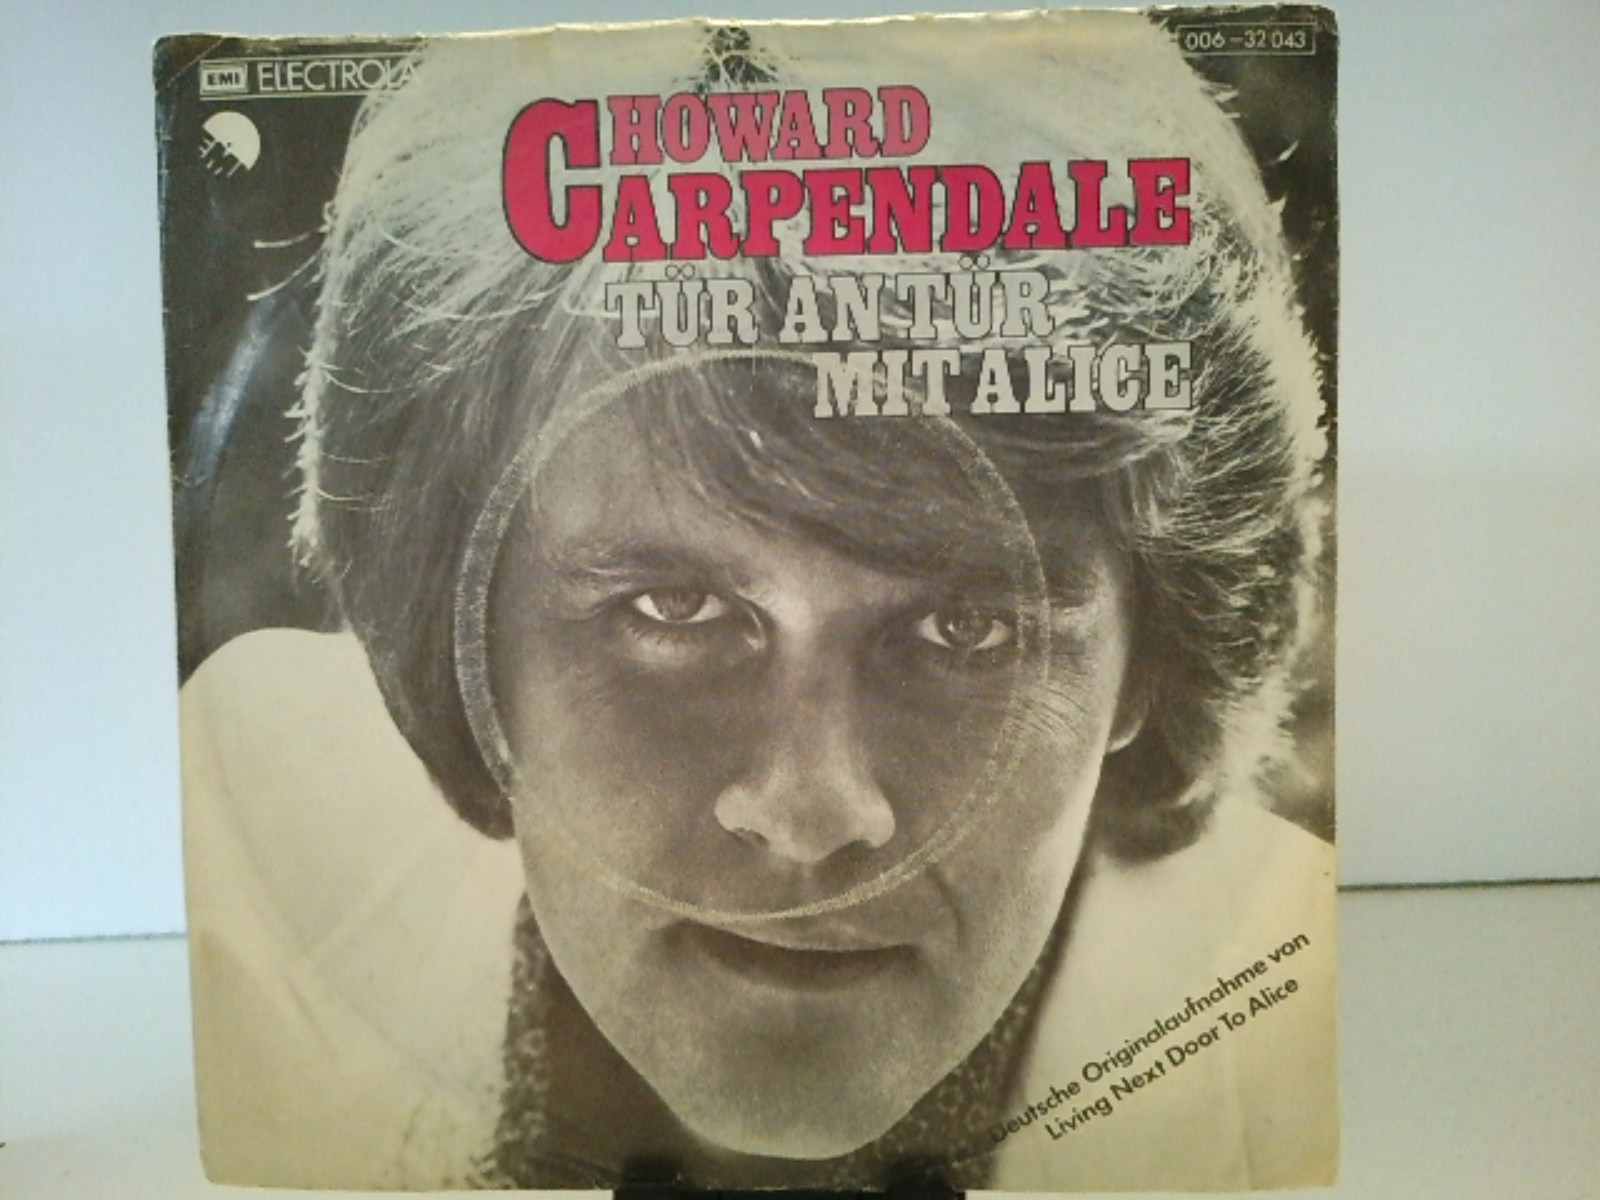 EMI ELECTROLA
006-32 043
EMI
HOWARD
CARPENDALE
TÜR AN TÜR
MIT ALICE
Deutsche Originalaufnahme von
Living Next Door To Alice